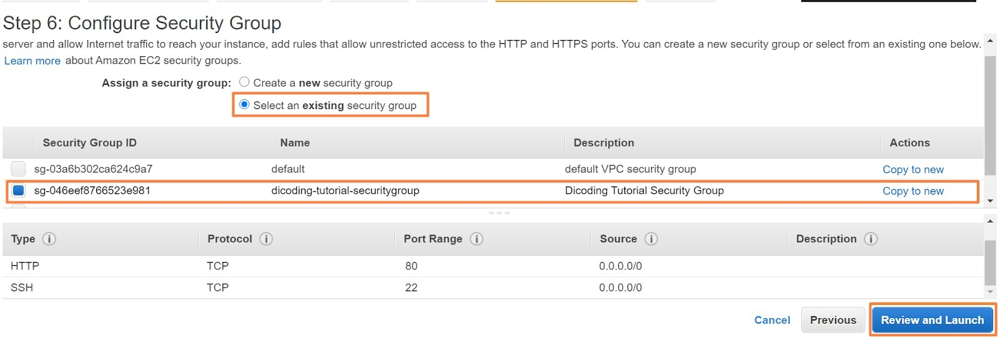 Step 6: Configure Security Group
server and allow Internet traffic to reach your instance, add rules that allow unrestricted access to the HTTP and HTTPS ports. You can create a new security group or select from an existing one below.
Learn more about Amazon EC2 security groups.
Assign a security group: Create a new security group
Select an existing security group
Security Group ID Name Description Actions
sg-03a6b302ca624c9a7 default default VPC security group Copy to new
sg-046eef8766523e981 dicoding-tutorial-securitygroup Dicoding Tutorial Security Group Copy to new
Type Protocol Port Range Source Description
HTTP TCP 80 0.0.0.0/0
SSH TCP 22 0.0.0.0/0
Cancel Previous Review and Launch